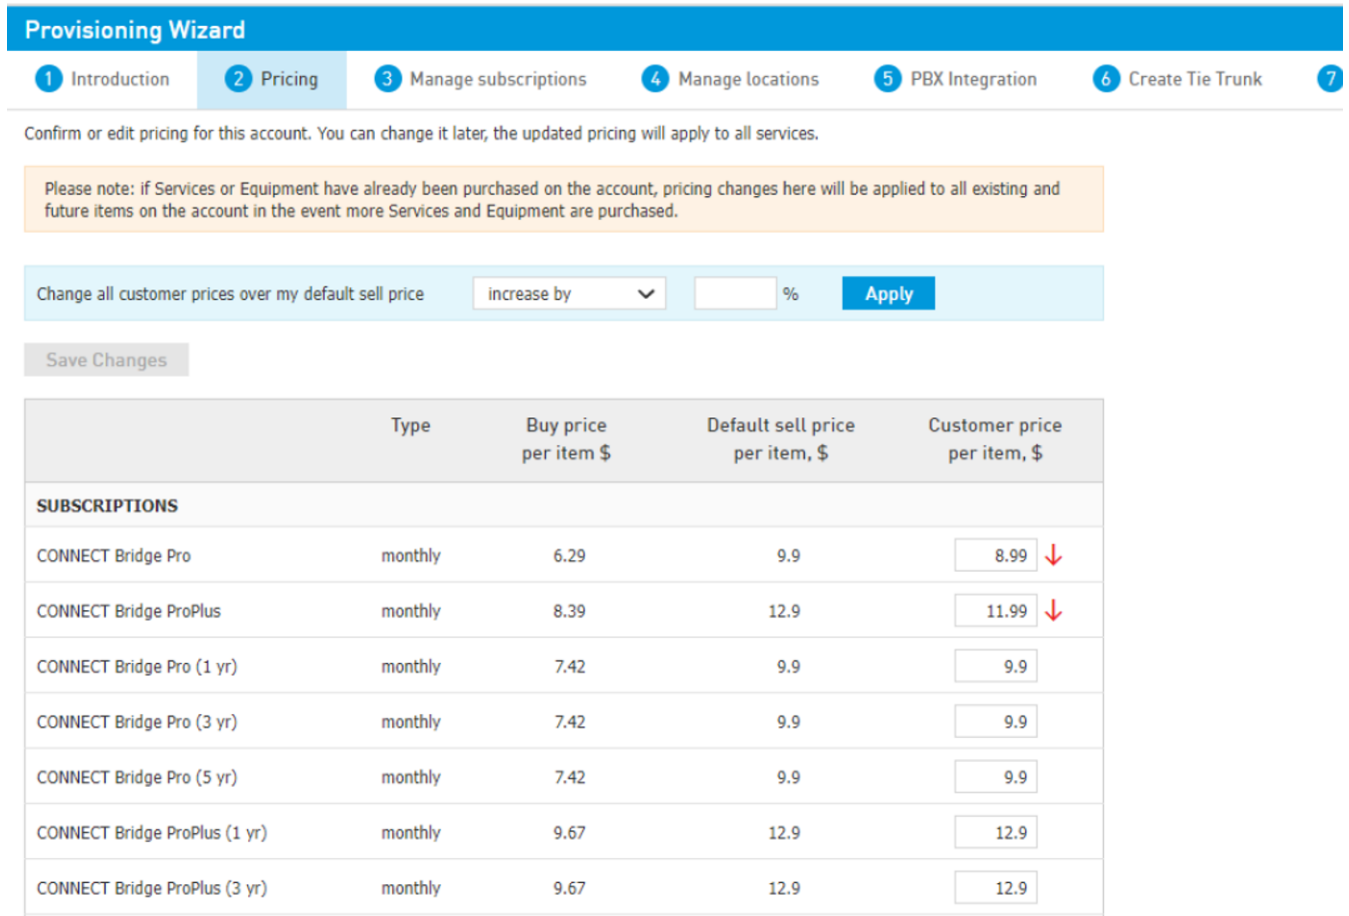 Provisioning Wizard
1 Introduction 2 Pricing 3 Manage subscriptions 4 Manage locations 5 PBX Integration 6 Create Tie Trunk 7
Confirm or edit pricing for this account. You can change it later, the updated pricing will apply to all services.
Please note: if Services or Equipment have already been purchased on the account, pricing changes here will be applied to all existing and
future items on the account in the event more Services and Equipment are purchased.
Change all customer prices over my default sell price increase by % Apply
Save Changes
Type Buy price Default sell price Customer price
per item $ per item, $ per item, $
SUBSCRIPTIONS
CONNECT Bridge Pro monthly 6.29 9.9 8.99
CONNECT Bridge ProPlus monthly 8.39 12.9 11.99
CONNECT Bridge Pro (1 yr) monthly 7.42 9.9 9.9
CONNECT Bridge Pro (3 yr) monthly 7.42 9.9 9.9
CONNECT Bridge Pro (5 yr) monthly 7.42 9.9 9.9
CONNECT Bridge ProPlus (1 yr) monthly 9.67 12.9 12.9
CONNECT Bridge ProPlus (3 yr) monthly 9.67 12.9 12.9